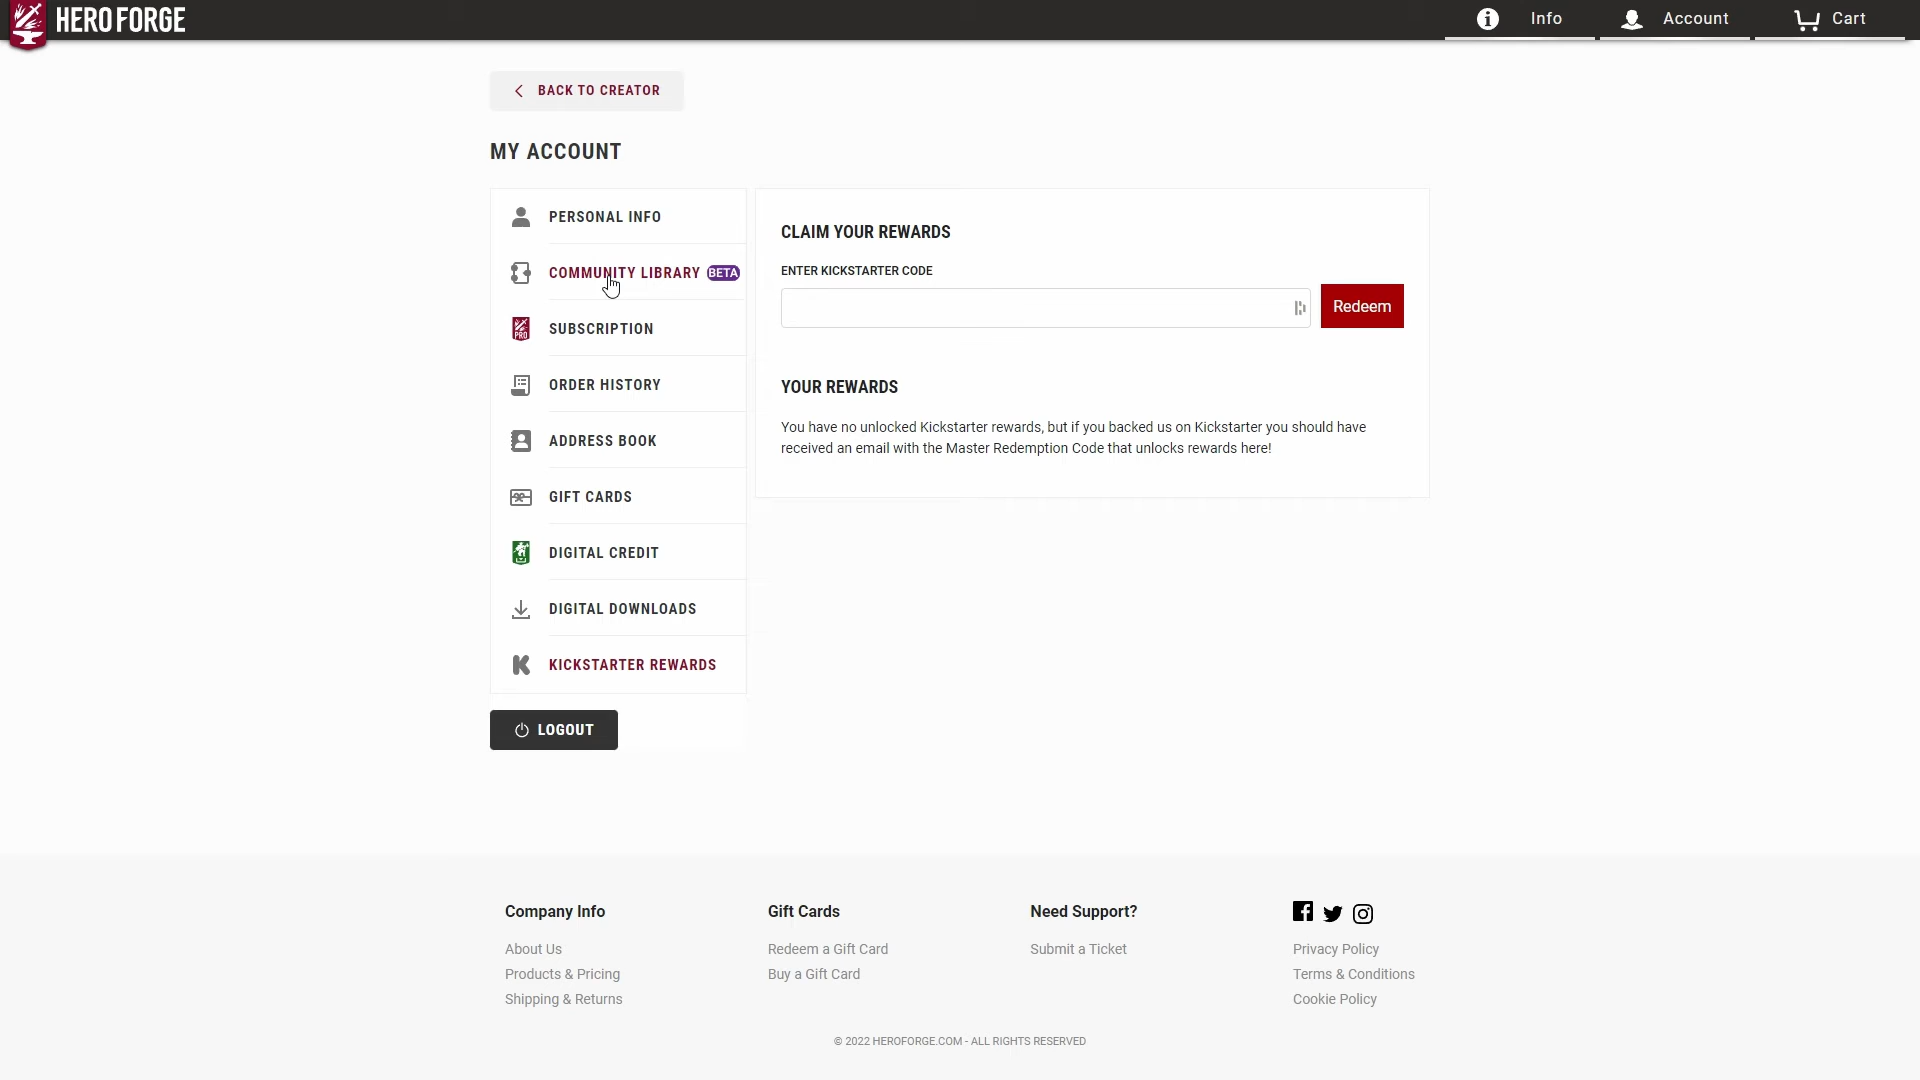 HERO FORGE
Info
Account
Cart
BACK TO CREATOR
MY ACCOUNT
PERSONAL INFO
COMMUNITY LIBRARY BETA
SUBSCRIPTION
PRO
ORDER HISTORY
ADDRESS BOOK
GIFT CARDS
DIGITAL CREDIT
DIGITAL DOWNLOADS
KICKSTARTER REWARDS
LOGOUT
CLAIM YOUR REWARDS
ENTER KICKSTARTER CODE
Redeem
YOUR REWARDS
You have no unlocked Kickstarter rewards, but if you backed us on Kickstarter you should have
received an email with the Master Redemption Code that unlocks rewards here!
Company Info
About Us
Products & Pricing
Shipping & Returns
Gift Cards
Redeem a Gift Card
Buy a Gift Card
Need Support?
Submit a Ticket
Privacy Policy
Terms & Conditions
Cookie Policy
© 2022 HEROFORGE.COM - ALL RIGHTS RESERVED